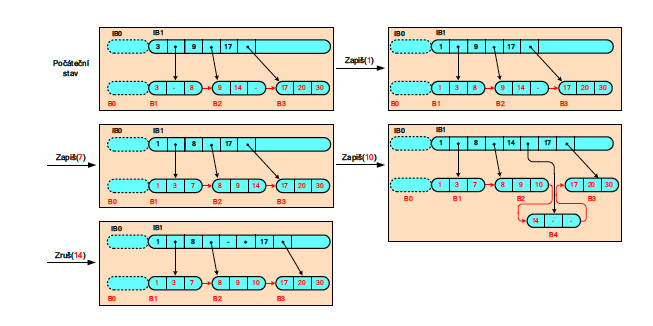 Počáteční
stav
IB0 IB1
3 9 17
3 - 8 9 14 - 17 20 30
B0 B1 B2 B3
Zapiš(1)
IB0 IB1
1 9 17
1 3 8 9 14 - 17 20 30
B0 B1 B2 B3
Zapiš(7)
IB0 IB1
1 8 17
1 3 7 8 9 14 17 20 30
B0 B1 B2 B3
Zapiš(10)
IB0 IB1
1 8 14 17
1 3 7 8 9 10 17 20 30
B0 B1 B2 B3
14 - -
B4
Zruš(14)
IB0 IB1
1 8 - 17
1 3 7 8 9 10 17 20 30
B0 B1 B2 B3